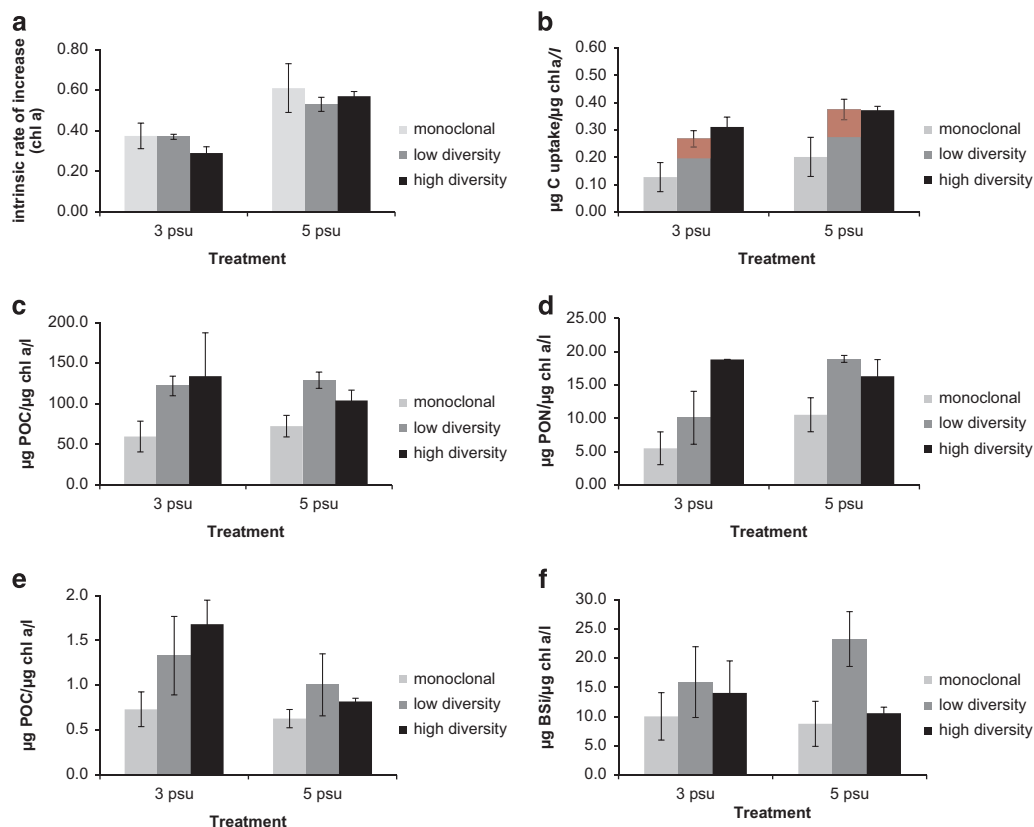 a
intrinsic rate of increase
(chl a)
0.80
0.60
0.40
0.20
0.00
3 psu
5 psu
Treatment
monoclonal
low diversity
high diversity
b
µg C uptake/µg chl a/l
0.60
0.50
0.40
0.30
0.20
0.10
0.00
3 psu
5 psu
Treatment
monoclonal
low diversity
high diversity
c
µg POC/µg chl a/l
200.0
150.0
100.0
50.0
0.0
3 psu
5 psu
Treatment
monoclonal
low diversity
high diversity
d
µg PON/µg chl a/l
25.00
20.00
15.00
10.00
5.00
0.00
3 psu
5 psu
Treatment
monoclonal
low diversity
high diversity
e
µg POC/µg chl a/l
2.0
1.5
1.0
0.5
0.0
3 psu
5 psu
Treatment
monoclonal
low diversity
high diversity
f
µg BSi/µg chl a/l
30.0
25.0
20.0
15.0
10.0
5.0
0.0
3 psu
5 psu
Treatment
monoclonal
low diversity
high diversity